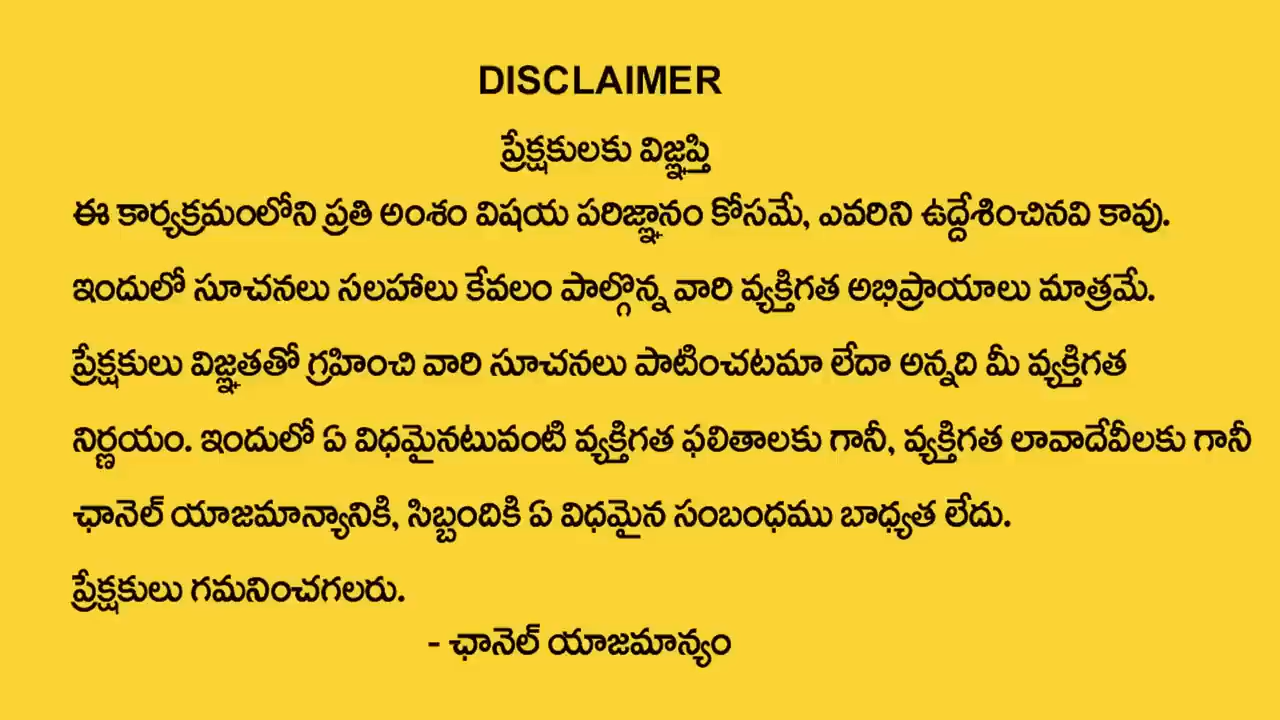 DISCLAIMER
ప్రేక్షకులకు విజ్ఞప్తి
ఈ కార్యక్రమంలోని ప్రతి అంశం విషయ పరిజ్ఞానం కోసమే, ఎవరిని ఉద్దేశించినవి కావు.
ఇందులో సూచనలు సలహాలు కేవలం పాల్గొన్న వారి వ్యక్తిగత అభిప్రాయాలు మాత్రమే.
ప్రేక్షకులు విజ్ఞతతో గ్రహించి వారి సూచనలు పాటించటమా లేదా అన్నది మీ వ్యక్తిగత
నిర్ణయం. ఇందులో ఏ విధమైనటువంటి వ్యక్తిగత ఫలితాలకు గానీ, వ్యక్తిగత లావాదేవీలకు గానీ
ఛానెల్ యాజమాన్యానికి, సిబ్బందికి ఏ విధమైన సంబంధము బాధ్యత లేదు.
ప్రేక్షకులు గమనించగలరు.
- ఛానెల్ యాజమాన్యం